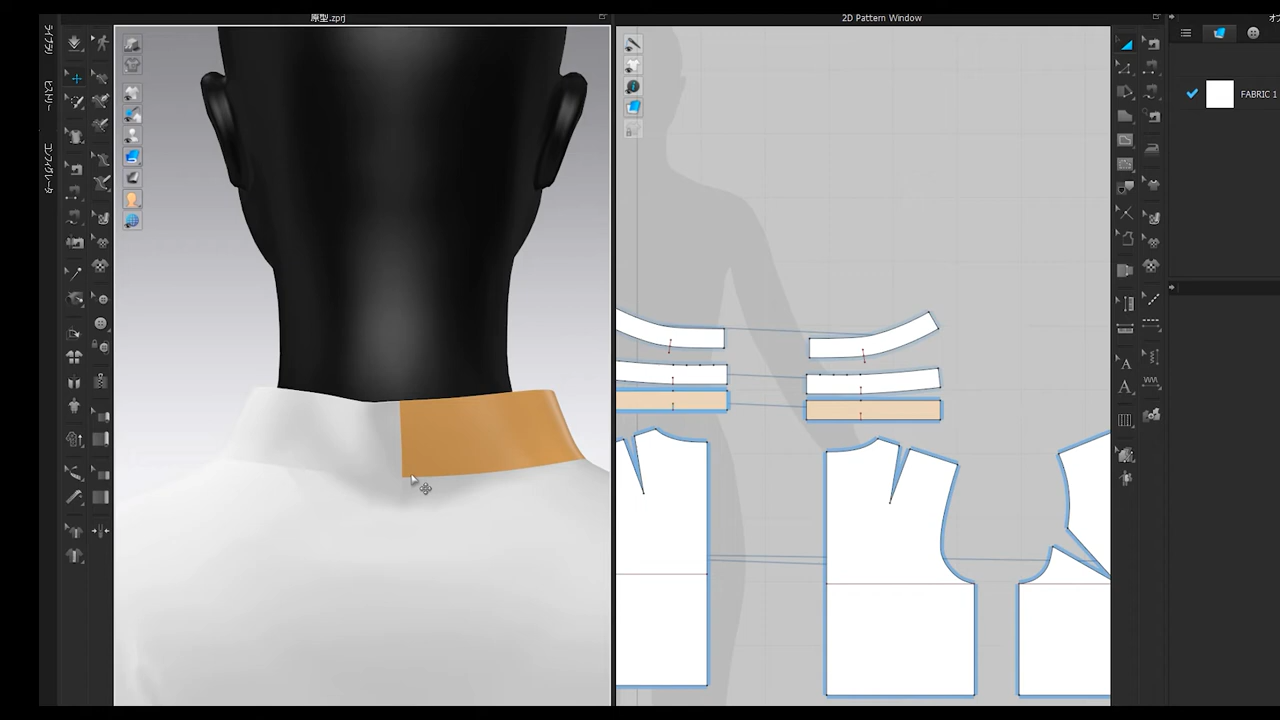 原型.zprj
2D Pattern Window
ライブラリ
ヒストリー
コンフィグレータ
オ
FABRIC 1